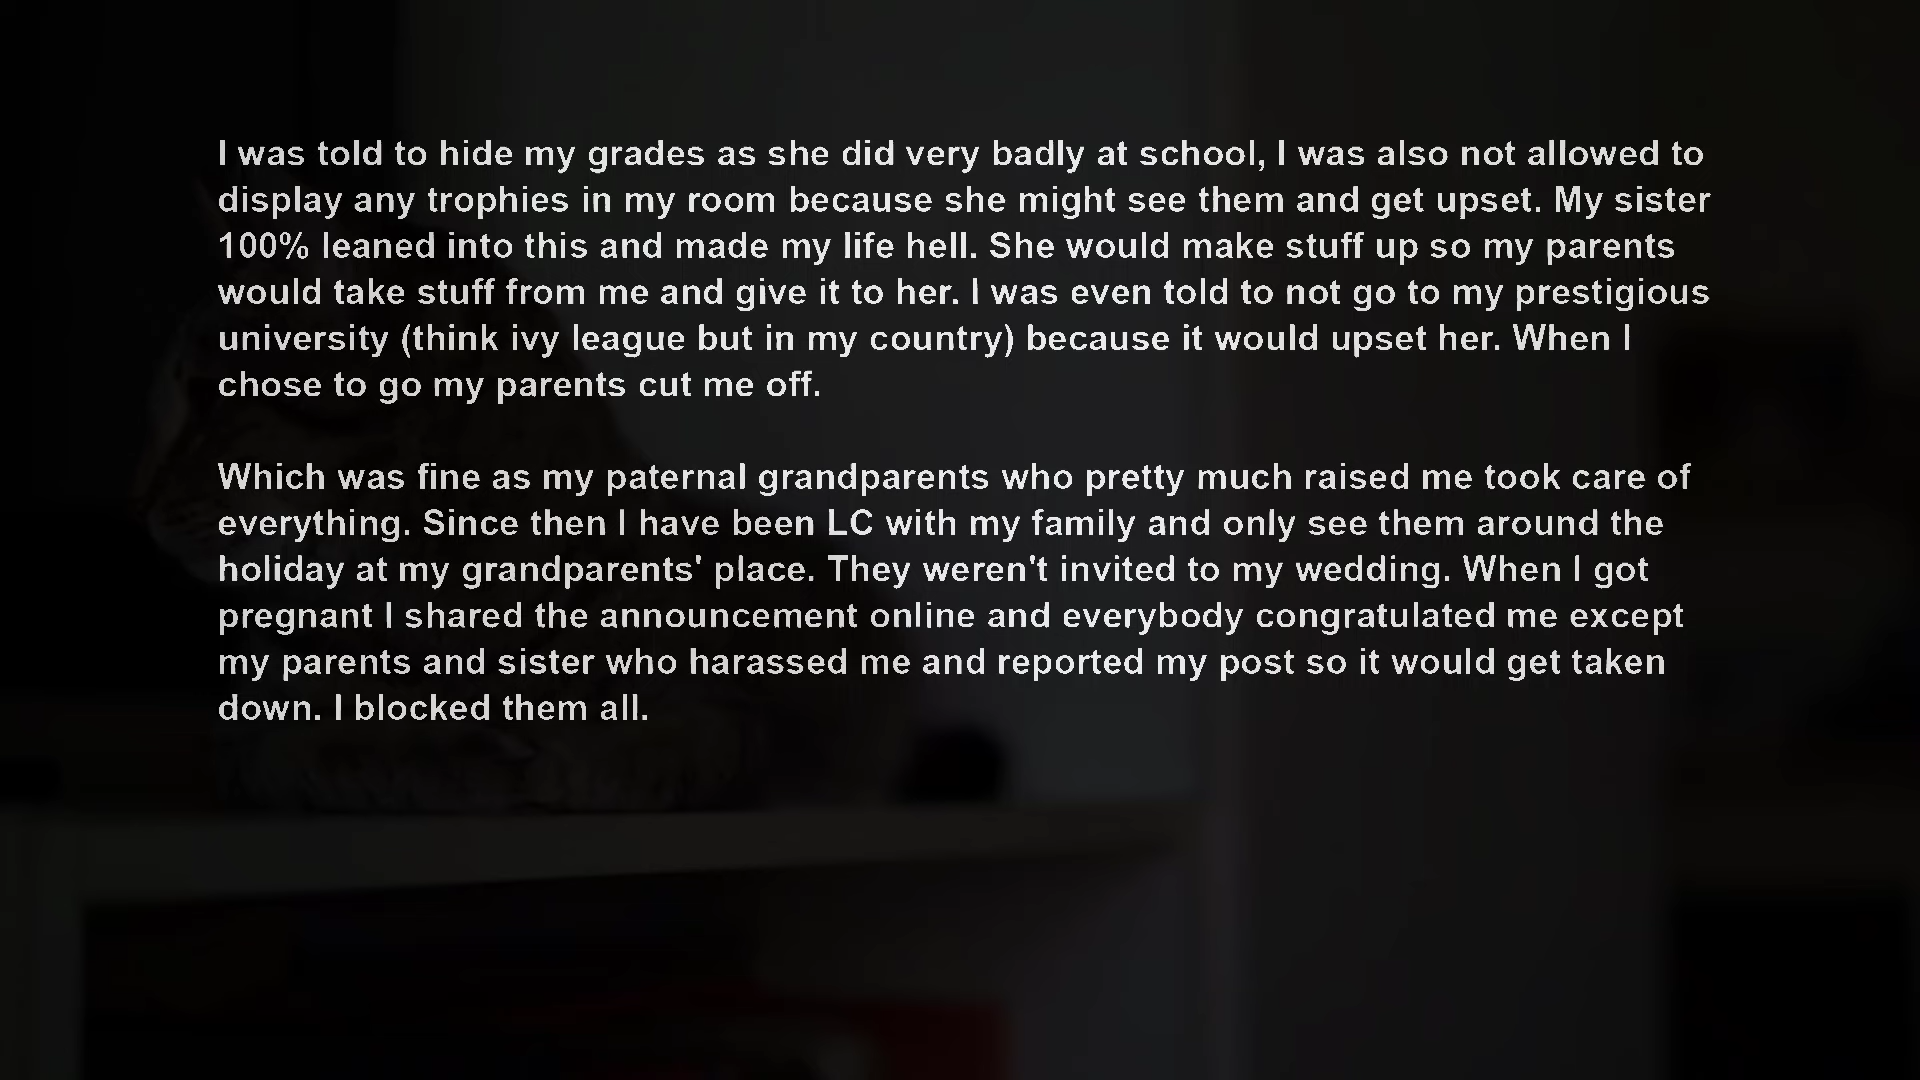 I was told to hide my grades as she did very badly at school, I was also not allowed to
display any trophies in my room because she might see them and get upset. My sister
100% leaned into this and made my life hell. She would make stuff up so my parents
would take stuff from me and give it to her. I was even told to not go to my prestigious
university (think ivy league but in my country) because it would upset her. When I
chose to go my parents cut me off.
Which was fine as my paternal grandparents who pretty much raised me took care of
everything. Since then I have been LC with my family and only see them around the
holiday at my grandparents' place. They weren't invited to my wedding. When I got
pregnant I shared the announcement online and everybody congratulated me except
my parents and sister who harassed me and reported my post so it would get taken
down. I blocked them all.